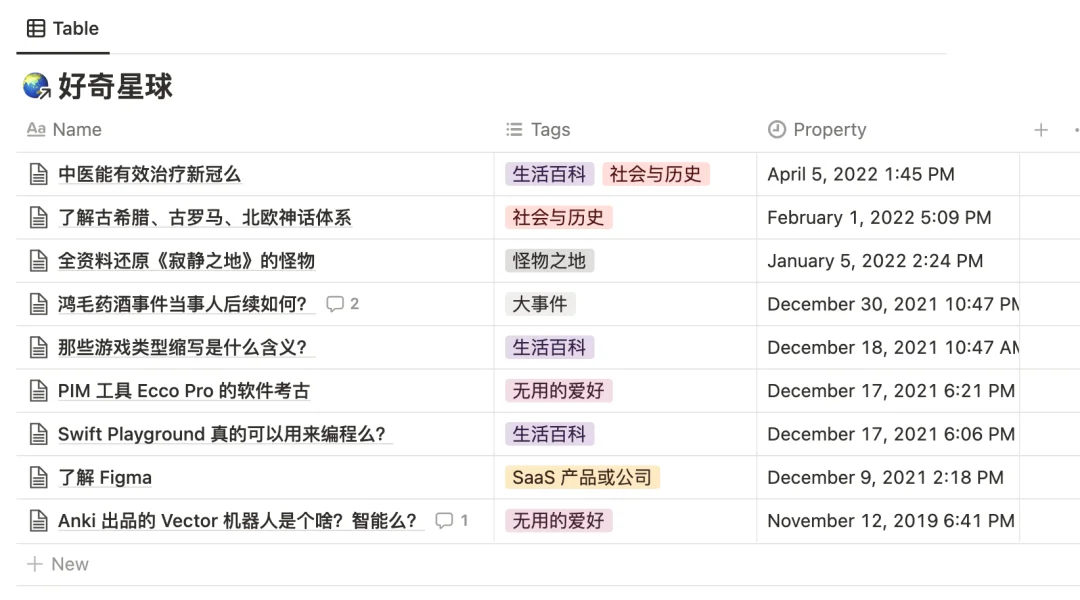 Table
好奇星球
Aa Name Tags Property
中医能有效治疗新冠么 生活百科 社会与历史 April 5, 2022 1:45 PM
了解古希腊、古罗马、北欧神话体系 社会与历史 February 1, 2022 5:09 PM
全资料还原《寂静之地》的怪物 怪物之地 January 5, 2022 2:24 PM
鸿毛药酒事件当事人后续如何? 2 大事件 December 30, 2021 10:47 PM
那些游戏类型缩写是什么含义? 生活百科 December 18, 2021 10:47 AM
PIM 工具 Ecco Pro 的软件考古 无用的爱好 December 17, 2021 6:21 PM
Swift Playground 真的可以用来编程么? 生活百科 December 17, 2021 6:06 PM
了解 Figma SaaS 产品或公司 December 9, 2021 2:18 PM
Anki 出品的 Vector 机器人是个啥? 智能么? 1 无用的爱好 November 12, 2019 6:41 PM
New